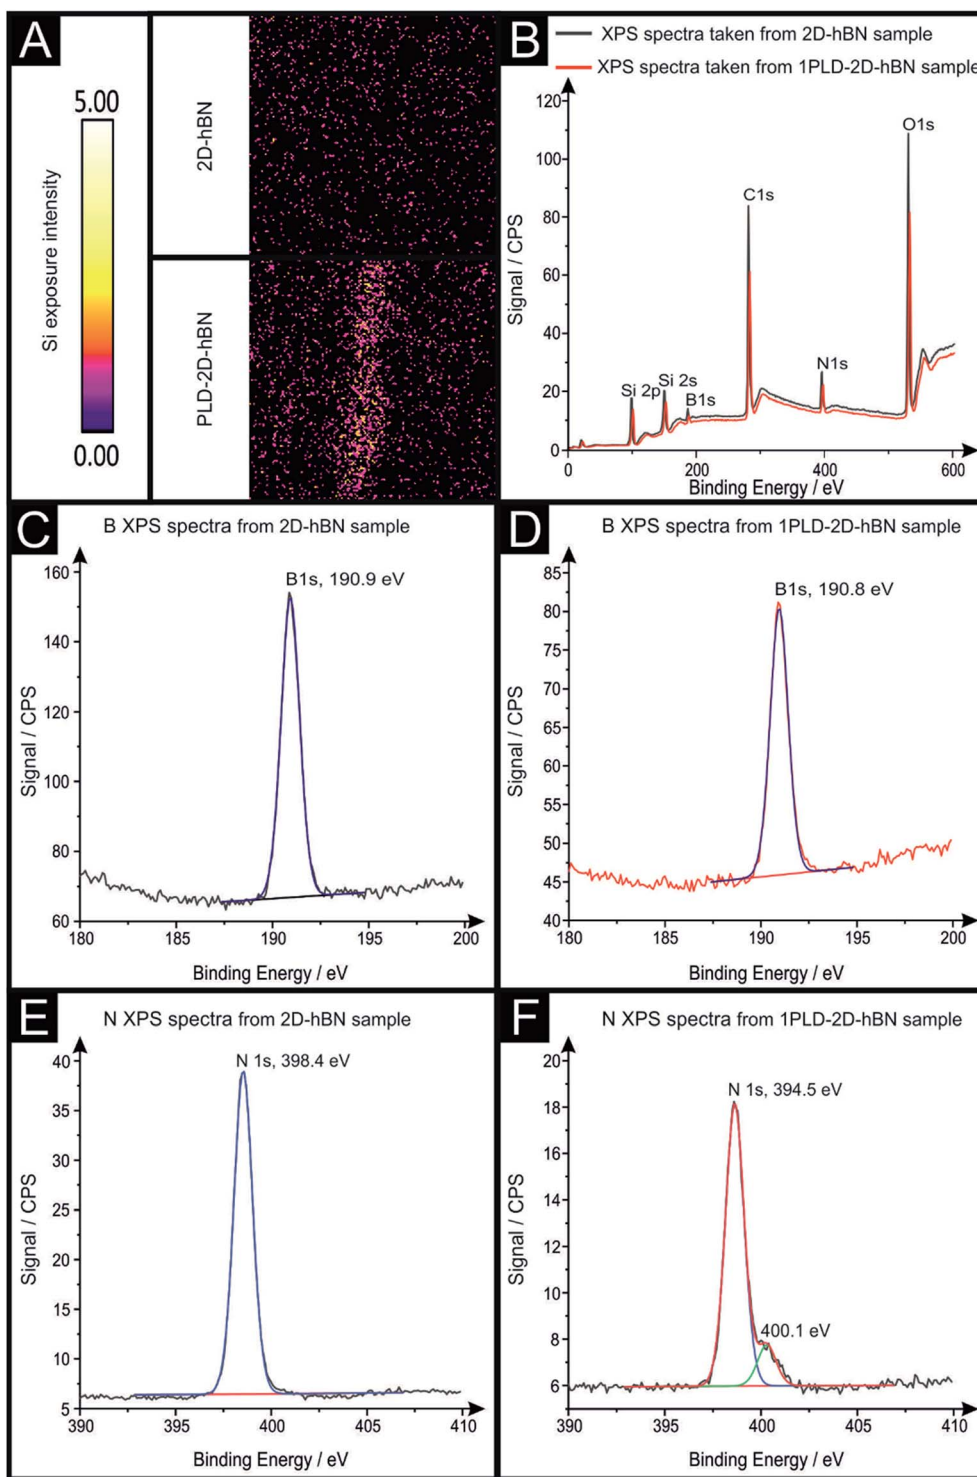 A
5.00
Si exposure intensity
0.00
2D-hBN
PLD-2D-hBN
B
XPS spectra taken from 2D-hBN sample
XPS spectra taken from 1PLD-2D-hBN sample
120
100
80
60
40
20
0
Signal / CPS
O1s
C1s
N1s
Si 2p
Si 2s
B1s
0
200
400
600
Binding Energy / eV
C
B XPS spectra from 2D-hBN sample
160
140
120
100
80
60
Signal / CPS
B1s, 190.9 eV
180
185
190
195
200
Binding Energy / eV
D
B XPS spectra from 1PLD-2D-hBN sample
85
80
75
70
65
60
55
50
45
40
Signal / CPS
B1s, 190.8 eV
180
185
190
195
200
Binding Energy / eV
E
N XPS spectra from 2D-hBN sample
40
35
30
25
20
15
10
5
Signal / CPS
N 1s, 398.4 eV
390
395
400
405
410
Binding Energy / eV
F
N XPS spectra from 1PLD-2D-hBN sample
20
18
16
14
12
10
8
6
5
Signal / CPS
N 1s, 394.5 eV
400.1 eV
390
395
400
405
410
Binding Energy / eV